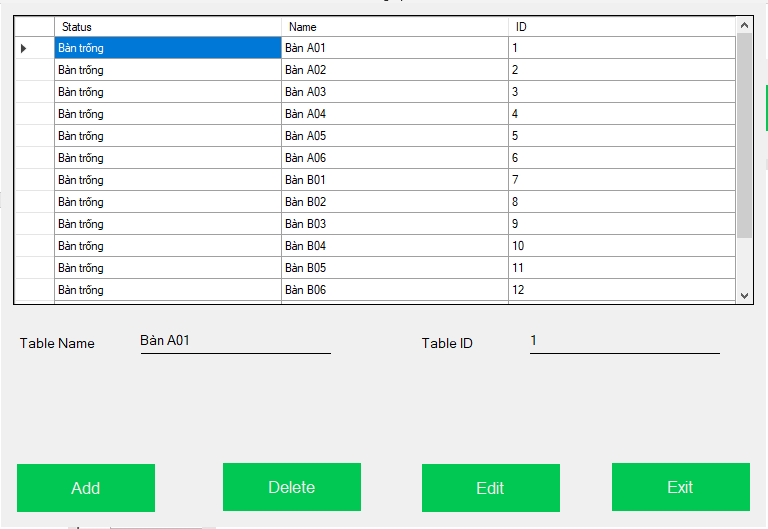 Status Name ID
Bàn trống Bàn A01 1
Bàn trống Bàn A02 2
Bàn trống Bàn A03 3
Bàn trống Bàn A04 4
Bàn trống Bàn A05 5
Bàn trống Bàn A06 6
Bàn trống Bàn B01 7
Bàn trống Bàn B02 8
Bàn trống Bàn B03 9
Bàn trống Bàn B04 10
Bàn trống Bàn B05 11
Bàn trống Bàn B06 12
Table Name Bàn A01 Table ID 1
Add Delete Edit Exit